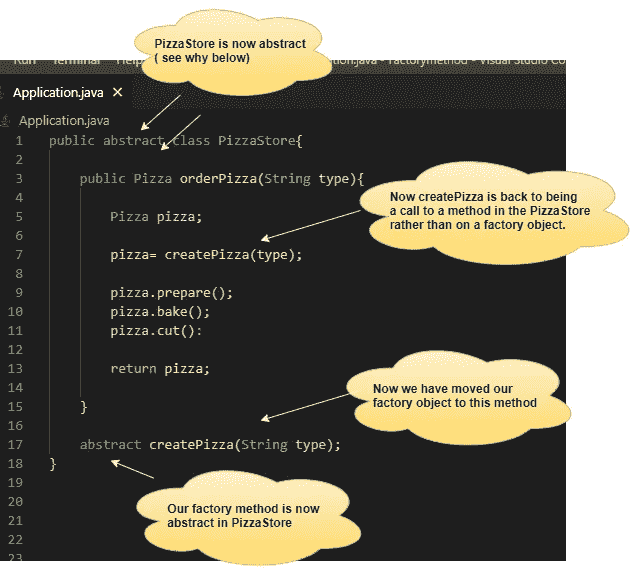 PizzaStore is now abstract
( see why below)
Run Terminal Help ion.java - Factorymethod - Visual Studio Co
Application.java ×
Application.java
1 public abstract class PizzaStore{
2
3 public Pizza orderPizza(String type){
4
Now createPizza is back to being
a call to a method in the PizzaStore
rather than on a factory object.
5 Pizza pizza;
6
7 pizza= createPizza(type);
8
9 pizza.prepare();
10 pizza.bake();
11 pizza.cut():
12
13 return pizza;
14
Now we have moved our
factory object to this method
15 }
16
17 abstract createPizza(String type);
18 }
19
Our factory method is now
abstract in PizzaStore
20
21
22
23